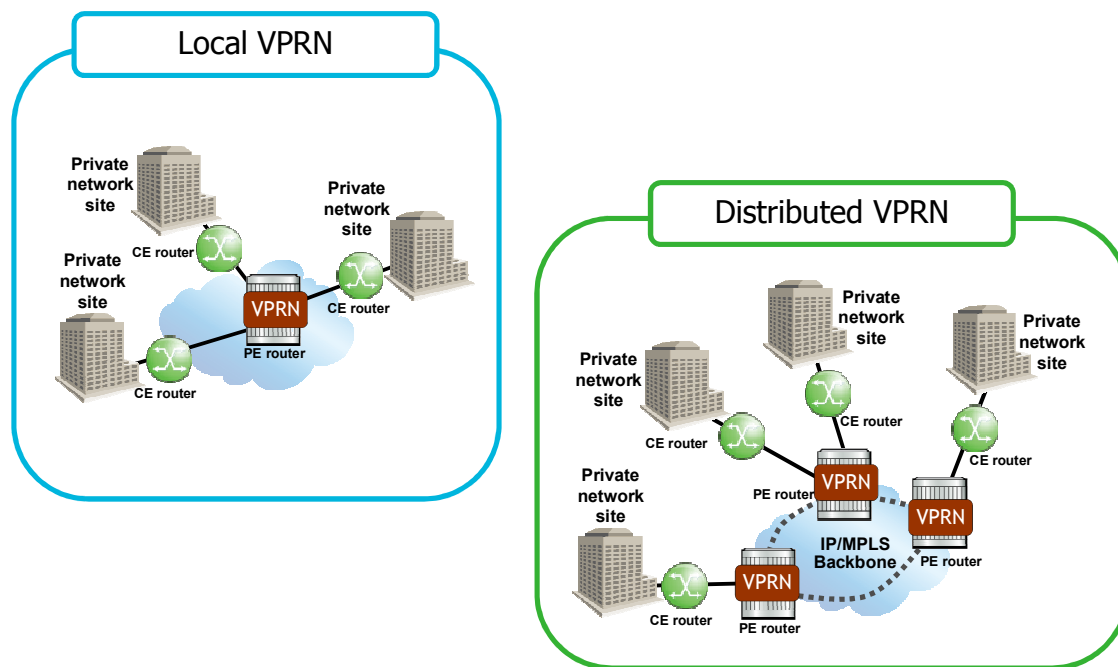 Local VPRN
Private
network
site
CE router
Private
network
site
CE router
Private
network
site
CE router
VPRN
PE router
Distributed VPRN
Private
network
site
CE router
Private
network
site
CE router
Private
network
site
CE router
Private
network
site
CE router
VPRN
PE router
VPRN
PE router
IP/MPLS
Backbone
VPRN
PE router